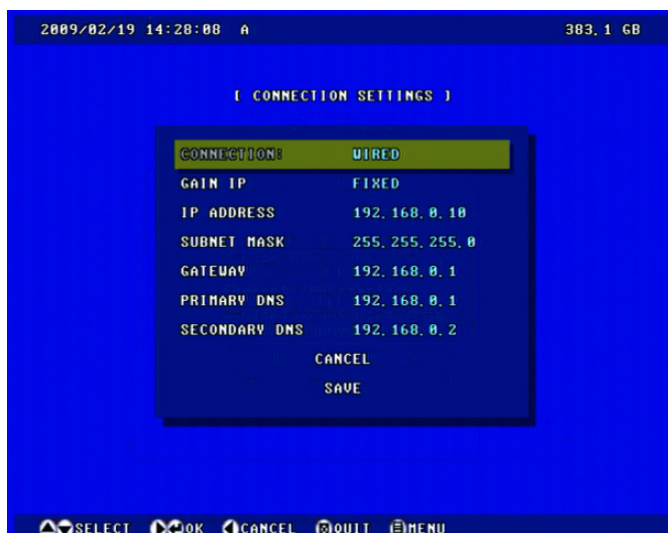 2009/02/19 14:28:08 A 383.1 GB
[ CONNECTION SETTINGS ]
CONNECTION: WIRED
GAIN IP FIXED
IP ADDRESS 192.168.0.10
SUBNET MASK 255.255.255.0
GATEWAY 192.168.0.1
PRIMARY DNS 192.168.0.1
SECONDARY DNS 192.168.0.2
CANCEL
SAVE
SELECT OK CANCEL QUIT MENU